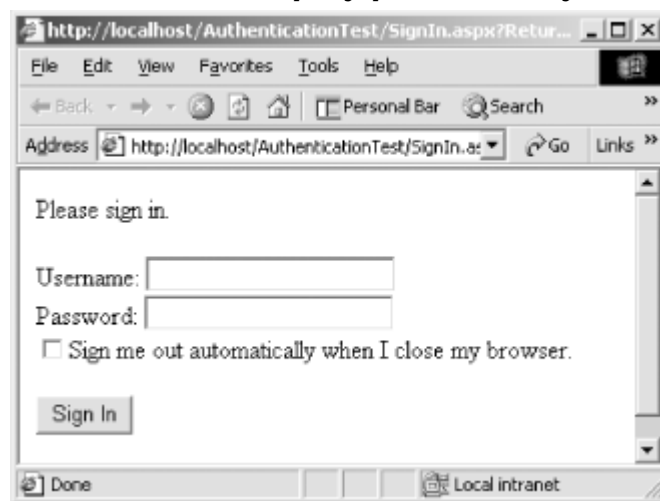 http://localhost/AuthenticationTest/SignIn.aspx?Retur...
File Edit View Favorites Tools Help
Back Personal Bar Search »
Address http://localhost/AuthenticationTest/SignIn.a Go Links »
Please sign in.
Username:
Password:
Sign me out automatically when I close my browser.
Sign In
Done Local intranet